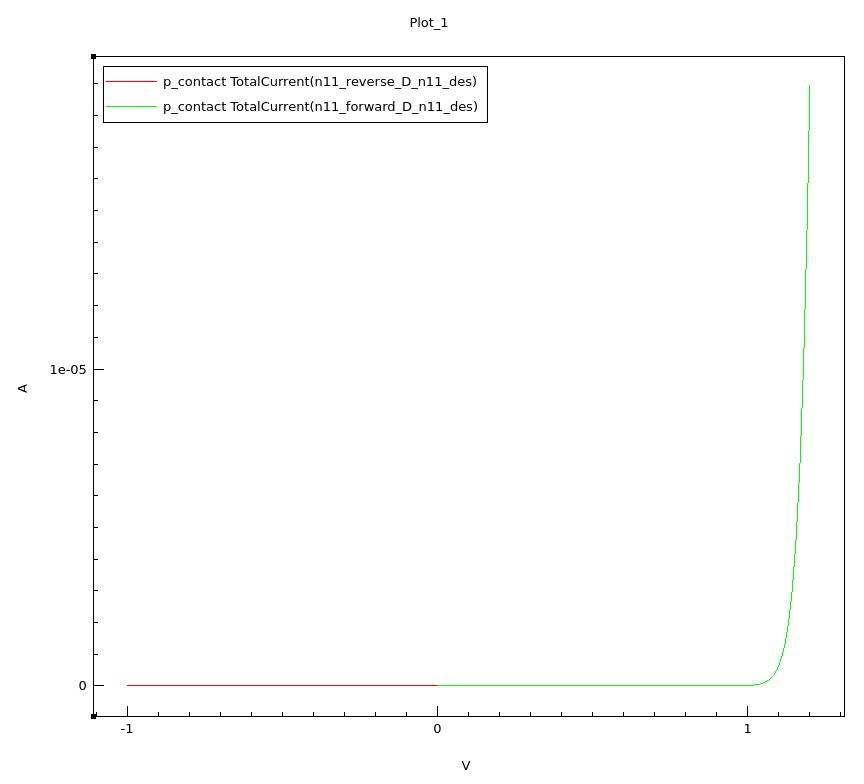 Plot_1
p_contact TotalCurrent(n11_reverse_D_n11_des)
p_contact TotalCurrent(n11_forward_D_n11_des)
1e-05
A
0
-1 0 1
V